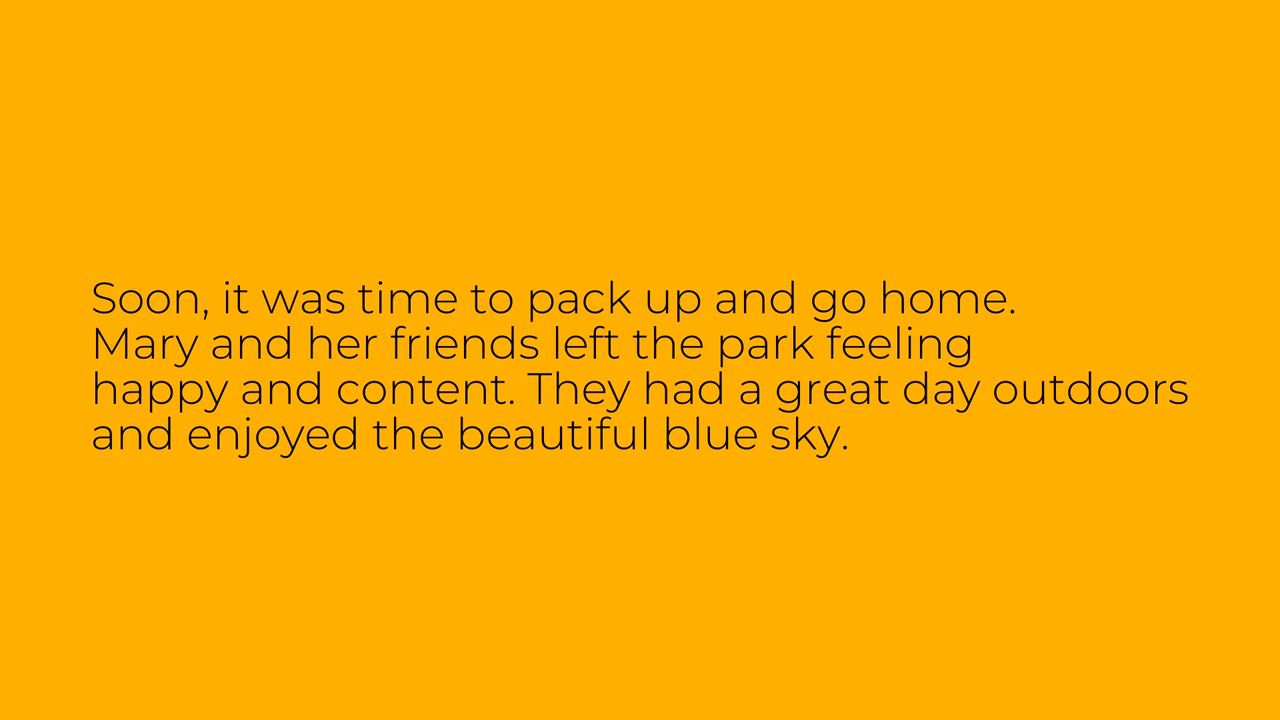 Soon, it was time to pack up and go home.
Mary and her friends left the park feeling
happy and content. They had a great day outdoors
and enjoyed the beautiful blue sky.